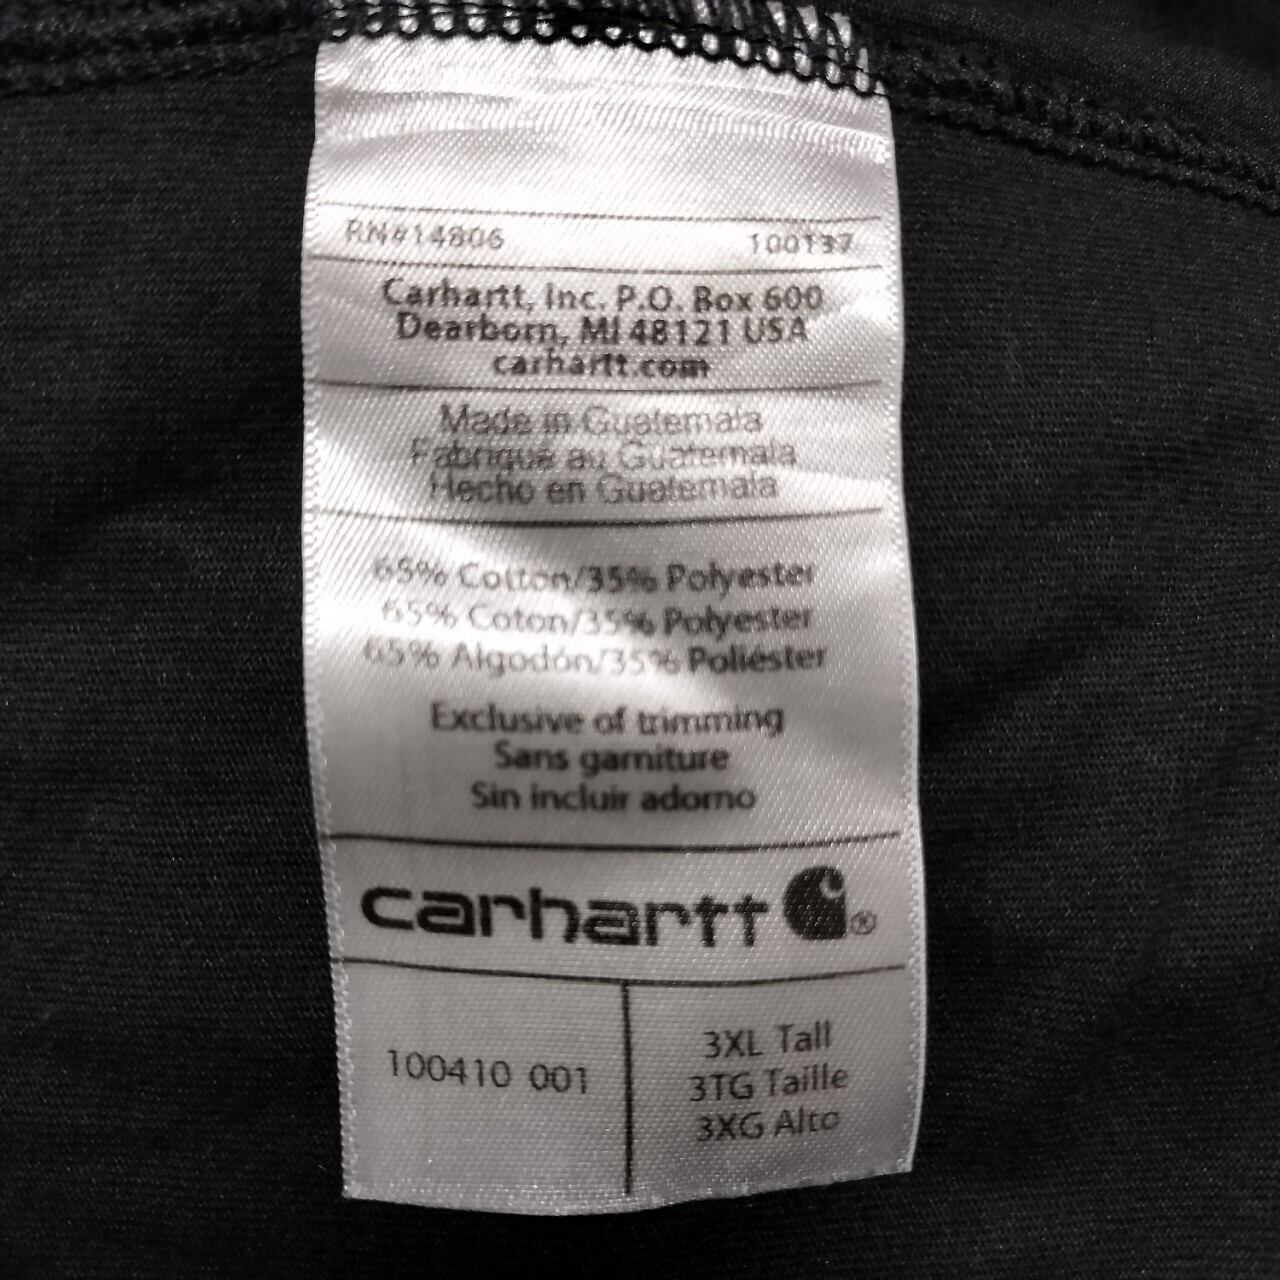 RN#14806 100137
Carhartt, Inc. P.O. Box 600
Dearborn, MI 48121 USA
carhartt.com
Made in Guatemala
Fabriqué au Guatemala
Hecho en Guatemala
65% Cotton/35% Polyester
65% Coton/35% Polyester
65% Algodón/35% Poliéster
Exclusive of trimming
Sans garniture
Sin incluir adorno
carhartt ®
100410 001
3XL Tall
3TG Taille
3XG Alto